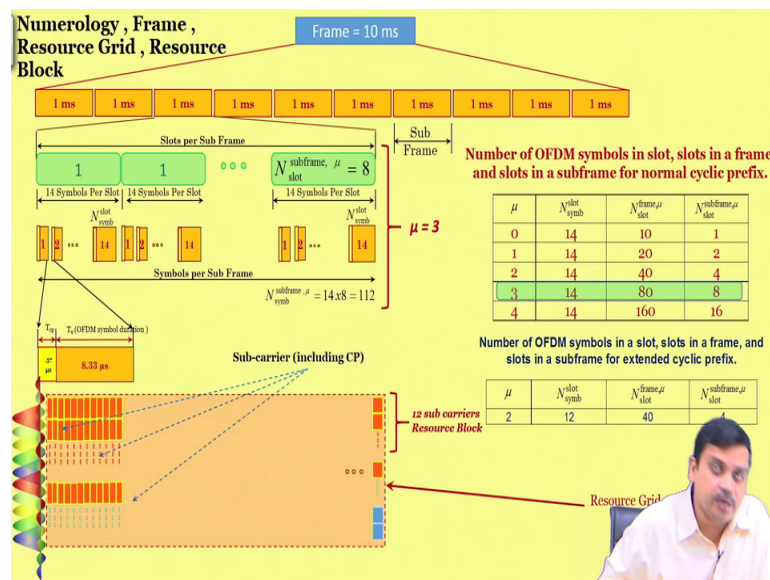 Numerology , Frame ,
Resource Grid , Resource
Block
Frame = 10 ms
1 ms 1 ms 1 ms 1 ms 1 ms 1 ms 1 ms 1 ms 1 ms 1 ms
Sub
Frame
Slots per Sub Frame
1 1 N subframe, μ slot = 8
14 Symbols Per Slot 14 Symbols Per Slot 14 Symbols Per Slot
N slot symb N slot symb
1 2 ... 14 1 2 ... 14 1 2 ... 14
Symbols per Sub Frame
N subframe, μ symb = 14 x8 = 112
μ = 3
Number of OFDM symbols in slot, slots in a frame
and slots in a subframe for normal cyclic prefix.
μ N slot symb N frame,μ slot N subframe,μ slot
0 14 10 1
1 14 20 2
2 14 40 4
3 14 80 8
4 14 160 16
Number of OFDM symbols in a slot, slots in a frame, and
slots in a subframe for extended cyclic prefix.
μ N slot symb N frame,μ slot N subframe,μ slot
2 12 40 4
(OFDM symbol duration )
.57
μs
8.33 μs
Sub-carrier (including CP)
12 sub carriers
Resource Block
Resource Grid